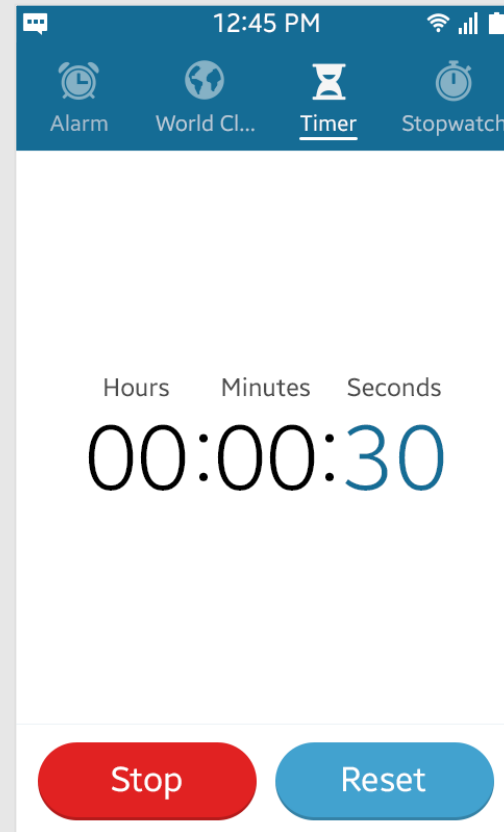 12:45 PM
Alarm World Cl... Timer Stopwatch
Hours Minutes Seconds
00:00:30
Stop Reset